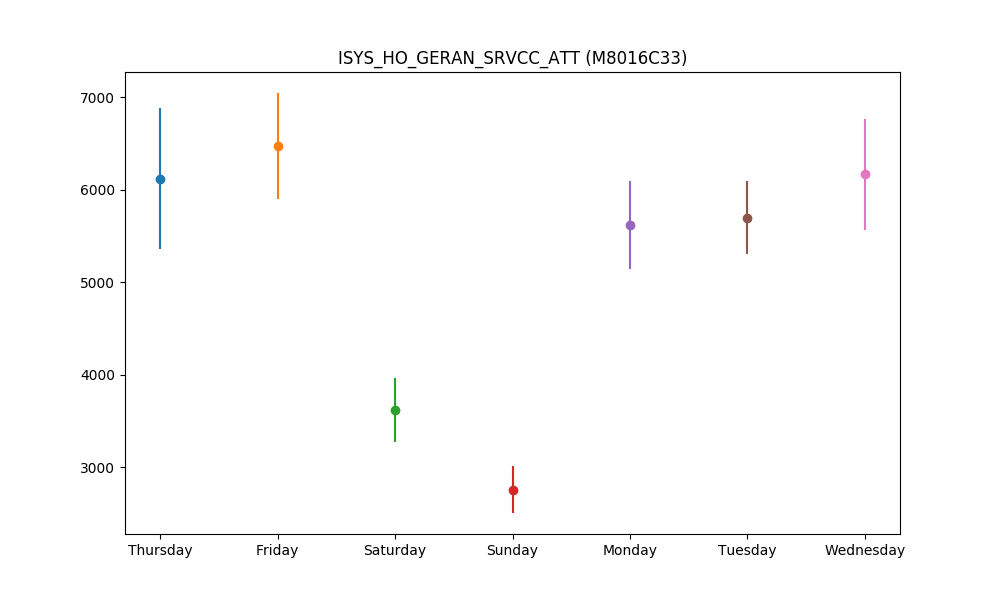 ISYS_HO_GERAN_SRVCC_ATT (M8016C33)
7000
6000
5000
4000
3000
Thursday Friday Saturday Sunday Monday Tuesday Wednesday